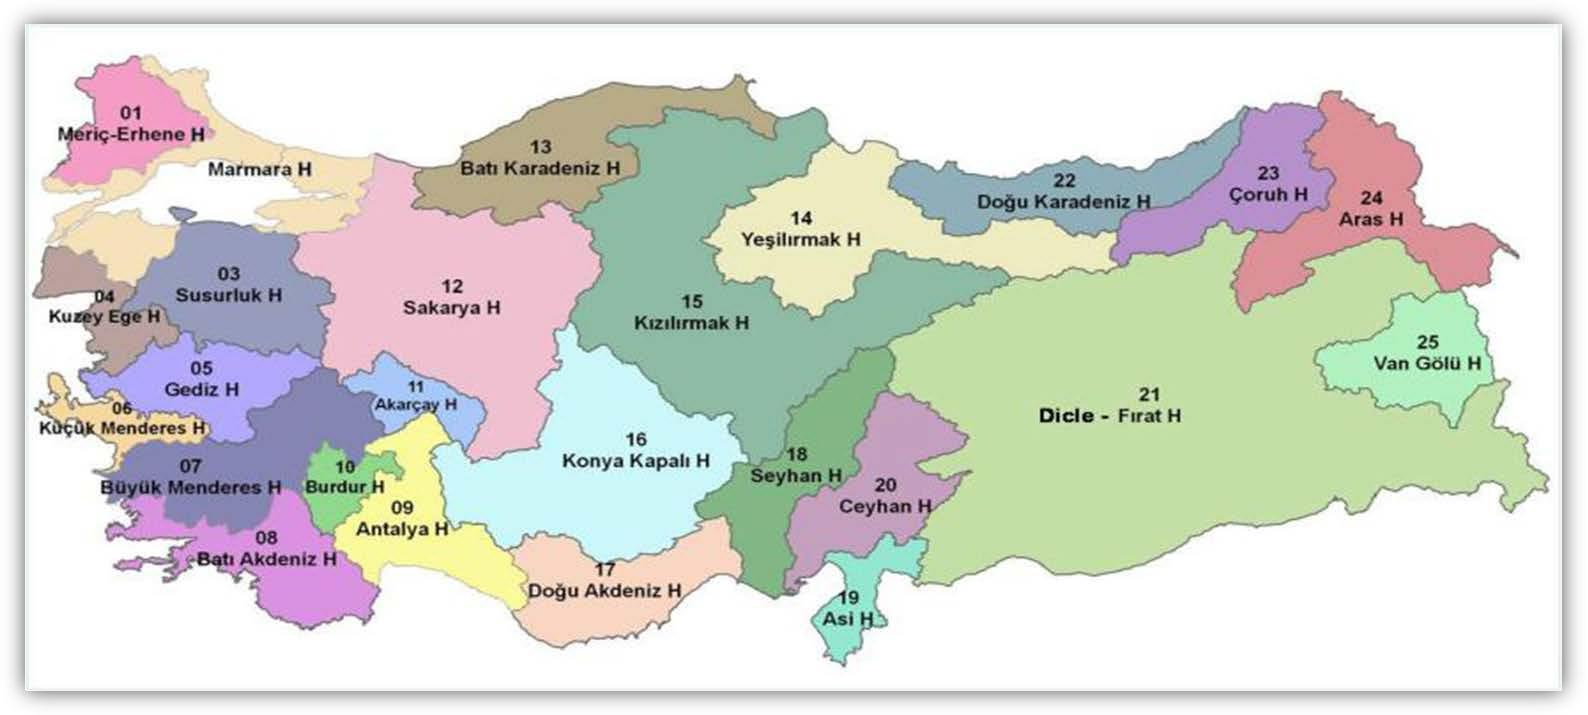 01
Meriç-Erhene H
Marmara H
03
Susurluk H
04
Kuzey Ege H
05
Gediz H
06
Küçük Menderes H
07
Büyük Menderes H
08
Batı Akdeniz H
09
Antalya H
10
Burdur H
11
Akarçay H
12
Sakarya H
13
Batı Karadeniz H
14
Yeşilırmak H
15
Kızılırmak H
16
Konya Kapalı H
17
Doğu Akdeniz H
18
Seyhan H
19
Asi H
20
Ceyhan H
21
Dicle - Fırat H
22
Doğu Karadeniz H
23
Çoruh H
24
Aras H
25
Van Gölü H